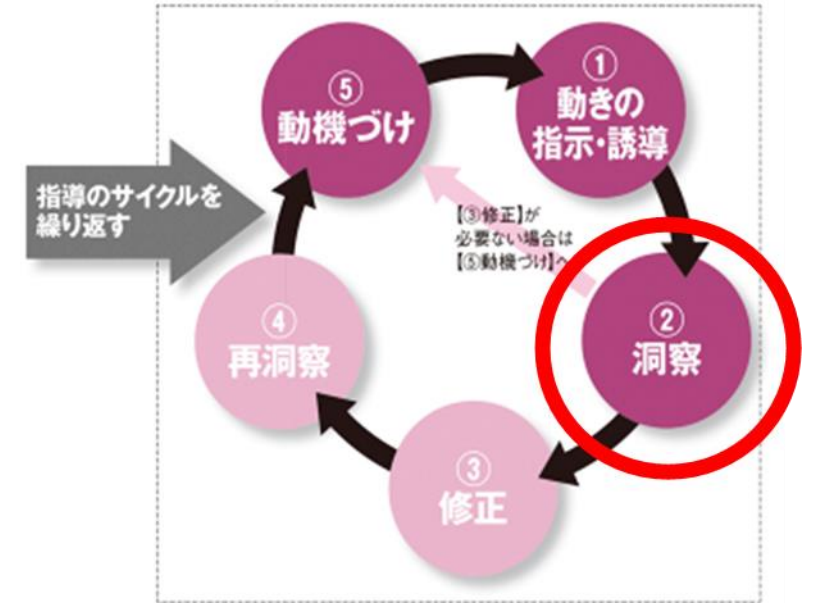 指導のサイクルを
繰り返す
①
動きの
指示・誘導
②
洞察
③
修正
④
再洞察
⑤
動機づけ
【③修正】が
必要ない場合は
【⑤動機づけ】へ